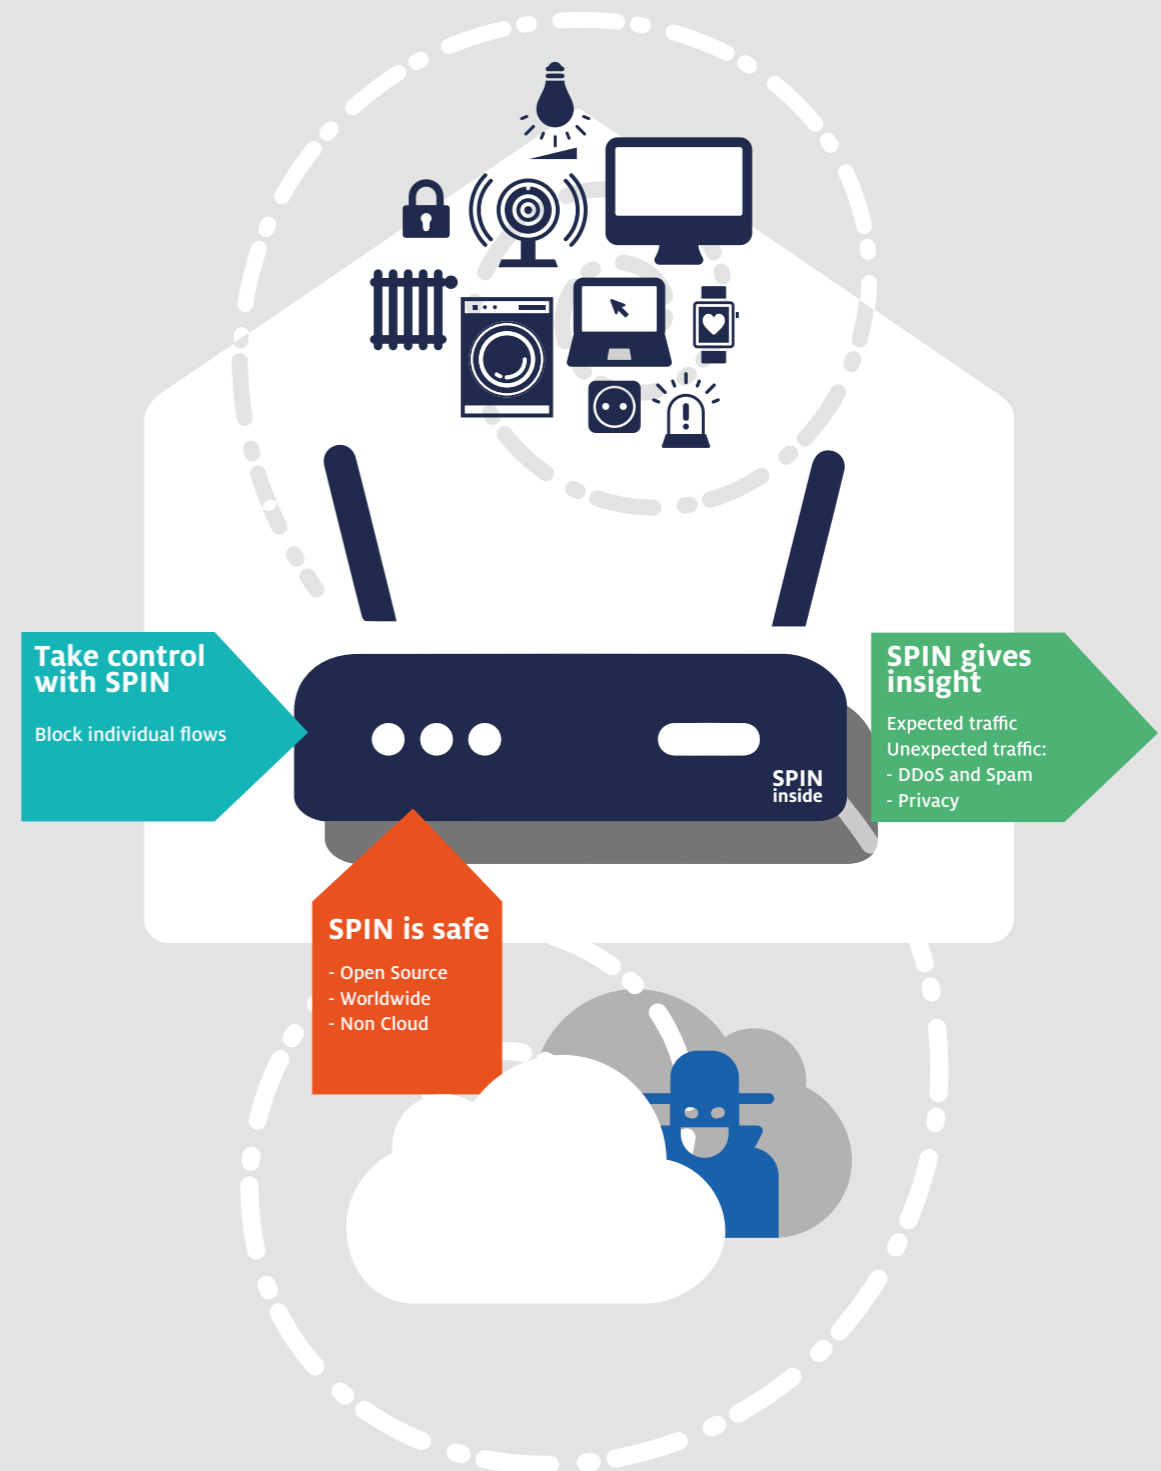 Take control
with SPIN
Block individual flows
SPIN gives
insight
Expected traffic
Unexpected traffic:
- DDoS and Spam
- Privacy
SPIN
inside
SPIN is safe
- Open Source
- Worldwide
- Non Cloud